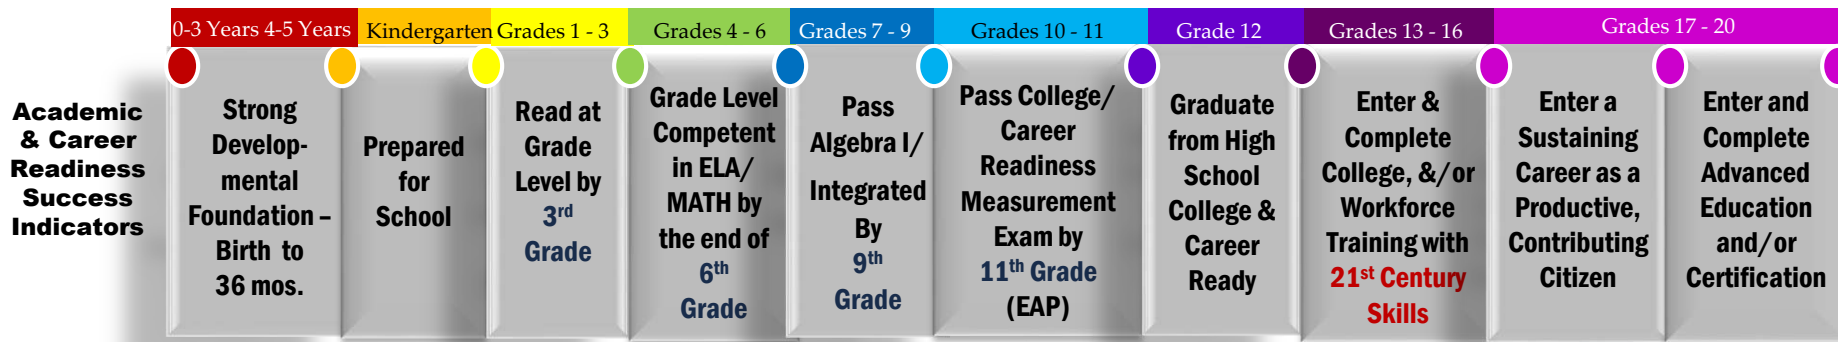 0-3 Years 4-5 Years
Kindergarten
Grades 1 - 3
Grades 4 - 6
Grades 7 - 9
Grades 10 - 11
Grade 12
Grades 13 - 16
Grades 17 - 20
Academic
& Career
Readiness
Success
Indicators
Strong
Develop-
mental
Foundation –
Birth to
36 mos.
Prepared
for
School
Read at
Grade
Level by
3rd
Grade
Grade Level
Competent
in ELA/
MATH by
the end of
6th
Grade
Pass
Algebra I/
Integrated
By
9th
Grade
Pass College/
Career
Readiness
Measurement
Exam by
11th Grade
(EAP)
Graduate
from High
School
College &
Career
Ready
Enter &
Complete
College, &/or
Workforce
Training with
21st Century
Skills
Enter a
Sustaining
Career as a
Productive,
Contributing
Citizen
Enter and
Complete
Advanced
Education
and/or
Certification